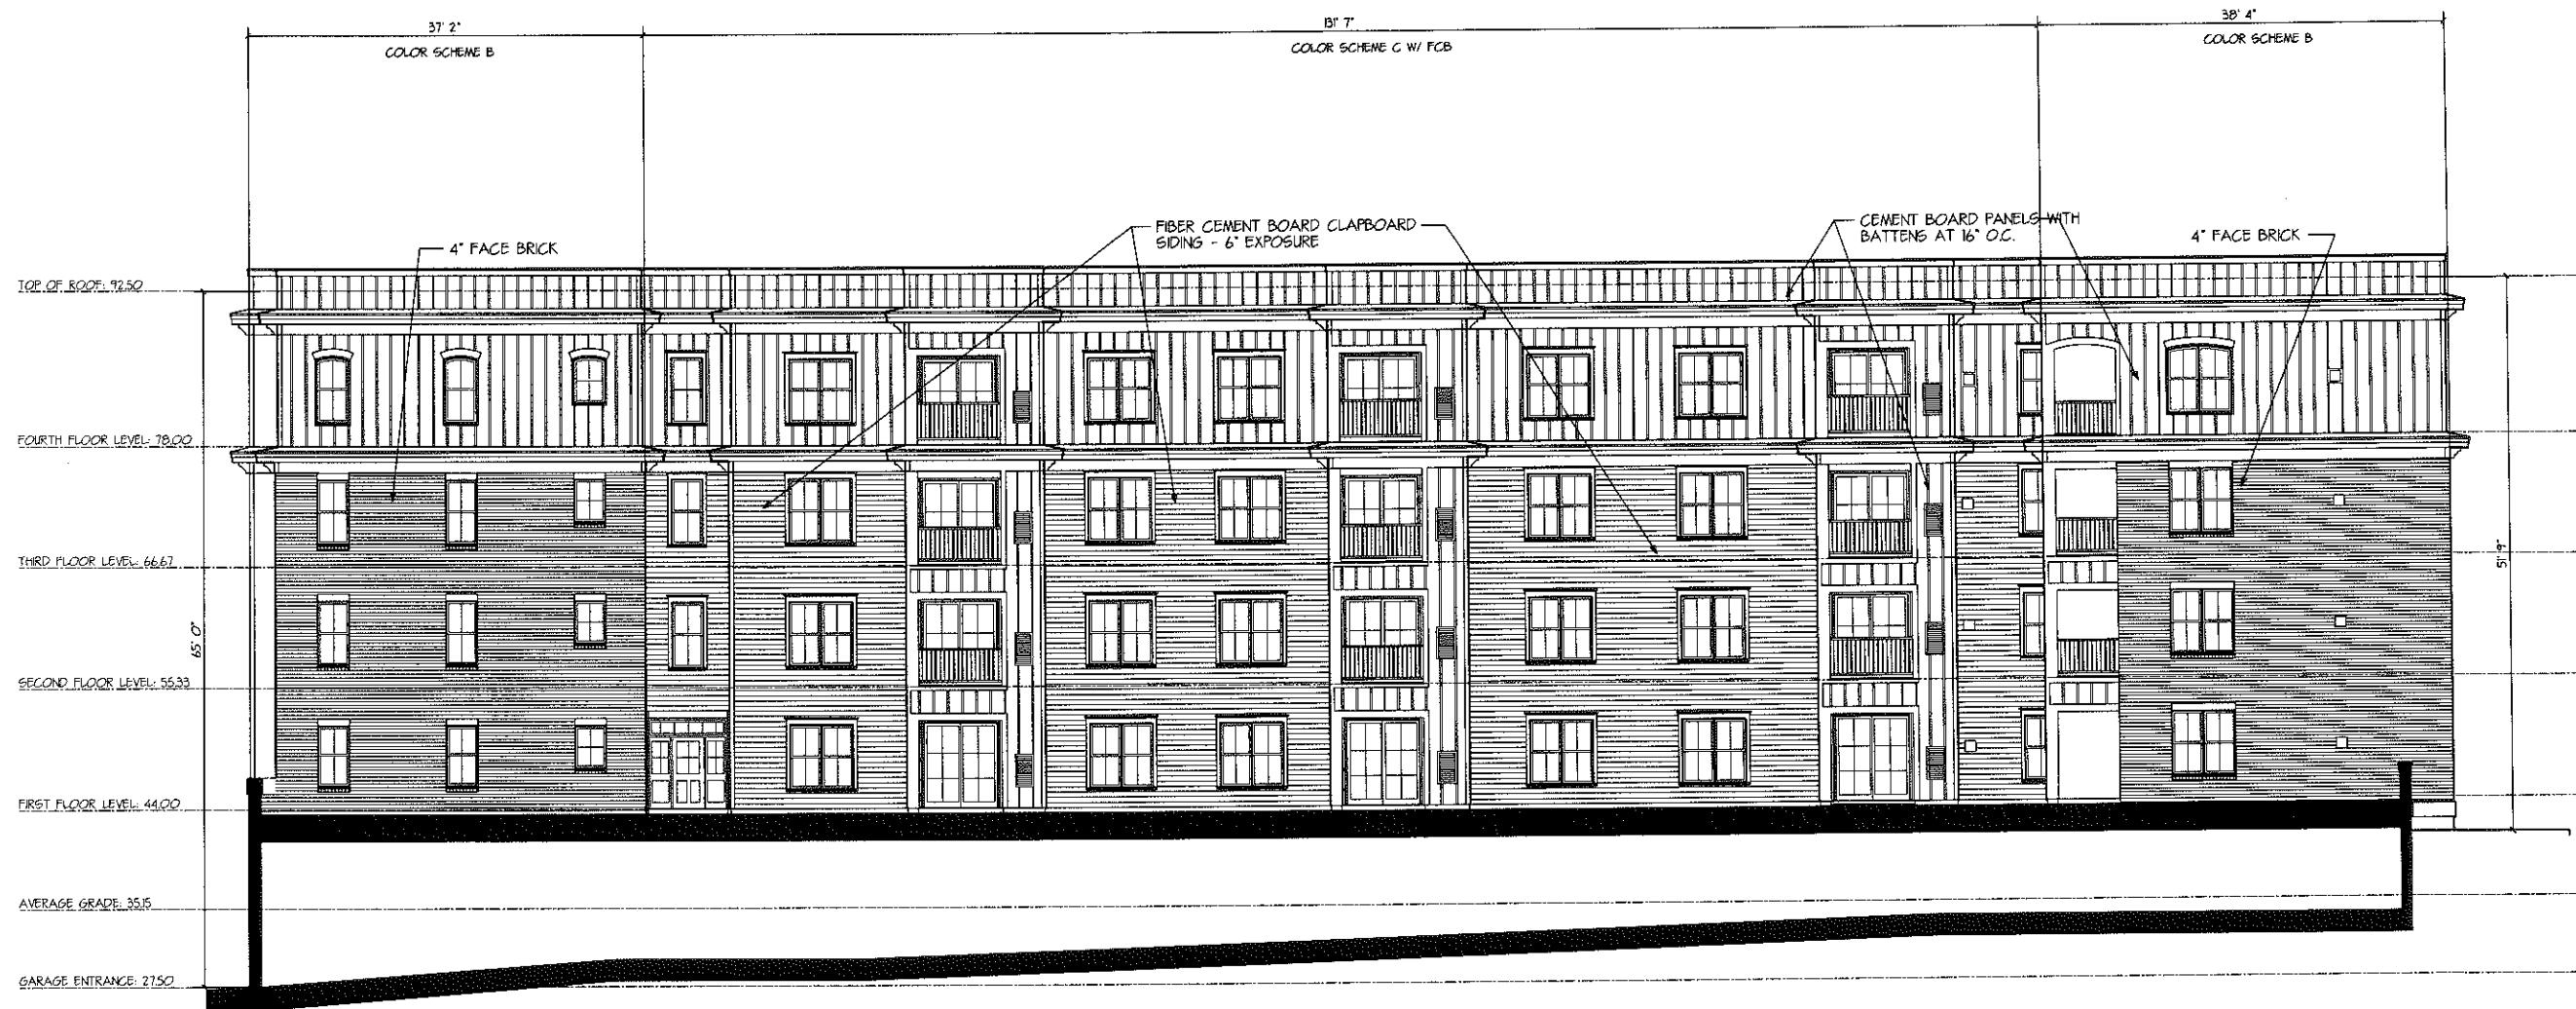 37' 2"
131' 7"
38' 4"
COLOR SCHEME B
COLOR SCHEME C W/ FCB
COLOR SCHEME B
4" FACE BRICK
FIBER CEMENT BOARD CLAPBOARD
SIDING - 6" EXPOSURE
CEMENT BOARD PANELS WITH
BATTENS AT 16" O.C.
4" FACE BRICK
TOP OF ROOF: 92.50
FOURTH FLOOR LEVEL: 78.00
THIRD FLOOR LEVEL: 66.67
51' 9"
65' 0"
SECOND FLOOR LEVEL: 55.33
FIRST FLOOR LEVEL: 44.00
AVERAGE GRADE: 35.15
GARAGE ENTRANCE: 27.50